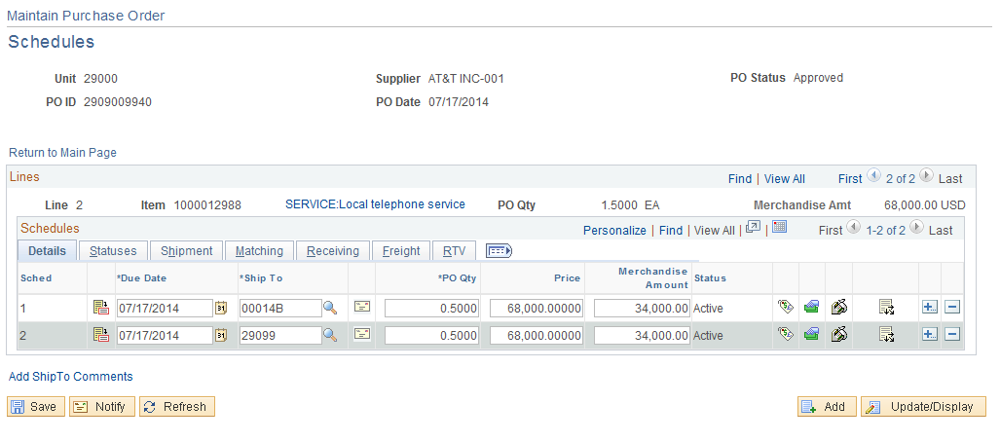 Maintain Purchase Order
Schedules
Unit 29000 Supplier AT&T INC-001 PO Status Approved
PO ID 2909009940 PO Date 07/17/2014
Return to Main Page
Lines Find | View All First 2 of 2 Last
Line 2 Item 1000012988 SERVICE:Local telephone service PO Qty 1.5000 EA Merchandise Amt 68,000.00 USD
Schedules Personalize | Find | View All | | First 1-2 of 2 Last
Details Statuses Shipment Matching Receiving Freight RTV
Sched *Due Date *Ship To *PO Qty Price Merchandise Amount Status
1 07/17/2014 31 00014B 0.5000 68,000.00000 34,000.00 Active
2 07/17/2014 31 29099 0.5000 68,000.00000 34,000.00 Active
Add ShipTo Comments
Save Notify Refresh Add Update/Display